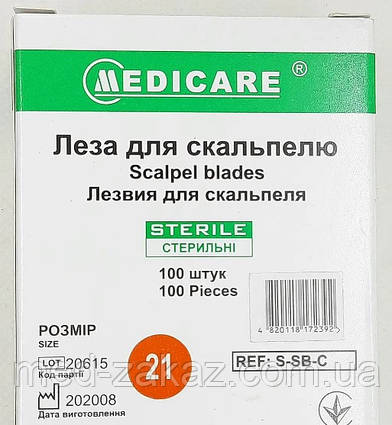 MEDICARE ®
Леза для скальпелю
Scalpel blades
Лезвия для скальпеля
STERILE
СТЕРИЛЬНІ
100 штук
100 Pieces
4 820118 172392
РОЗМІР
SIZE
LOT 20615
Код партії
21
REF: S-SB-C
202008
Дата виготовлення
med-zakaz.com.ua